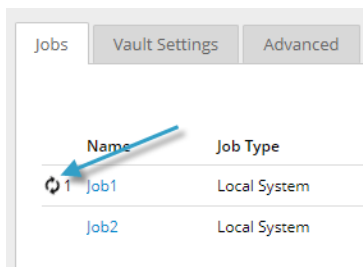 Jobs Vault Settings Advanced
Name Job Type
1 Job1 Local System
Job2 Local System